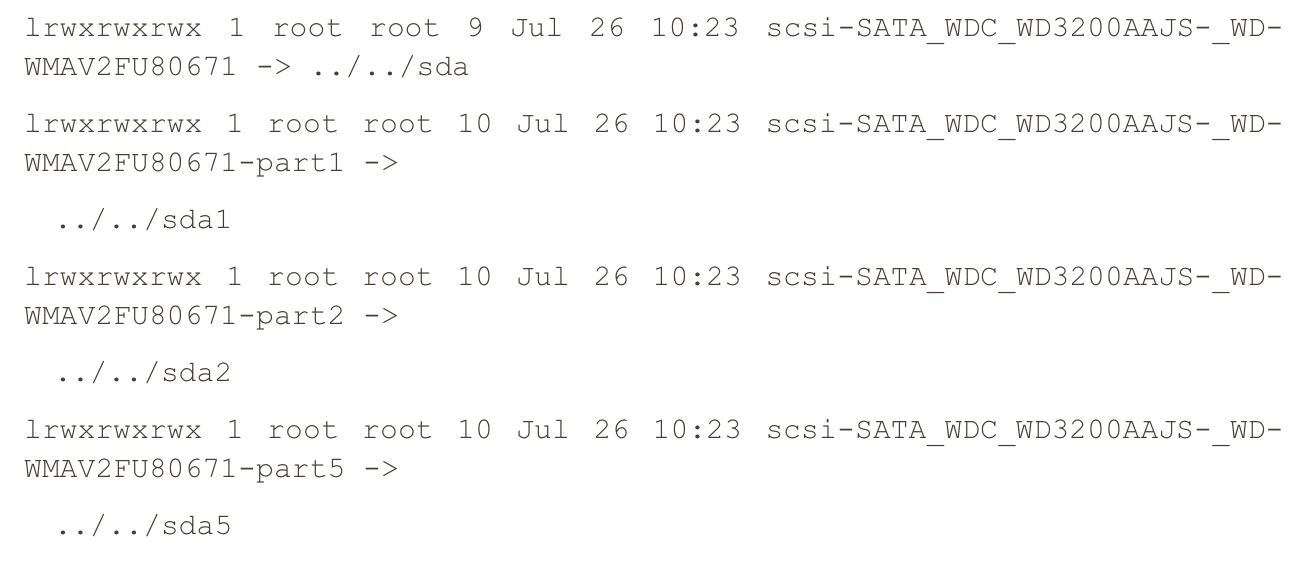 lrwxrwxrwx 1 root root 9 Jul 26 10:23 scsi-SATA_WDC_WD3200AAJS-_WD-
WMAV2FU80671 -> ../../sda
lrwxrwxrwx 1 root root 10 Jul 26 10:23 scsi-SATA_WDC_WD3200AAJS-_WD-
WMAV2FU80671-part1 ->
../../sda1
lrwxrwxrwx 1 root root 10 Jul 26 10:23 scsi-SATA_WDC_WD3200AAJS-_WD-
WMAV2FU80671-part2 ->
../../sda2
lrwxrwxrwx 1 root root 10 Jul 26 10:23 scsi-SATA_WDC_WD3200AAJS-_WD-
WMAV2FU80671-part5 ->
../../sda5